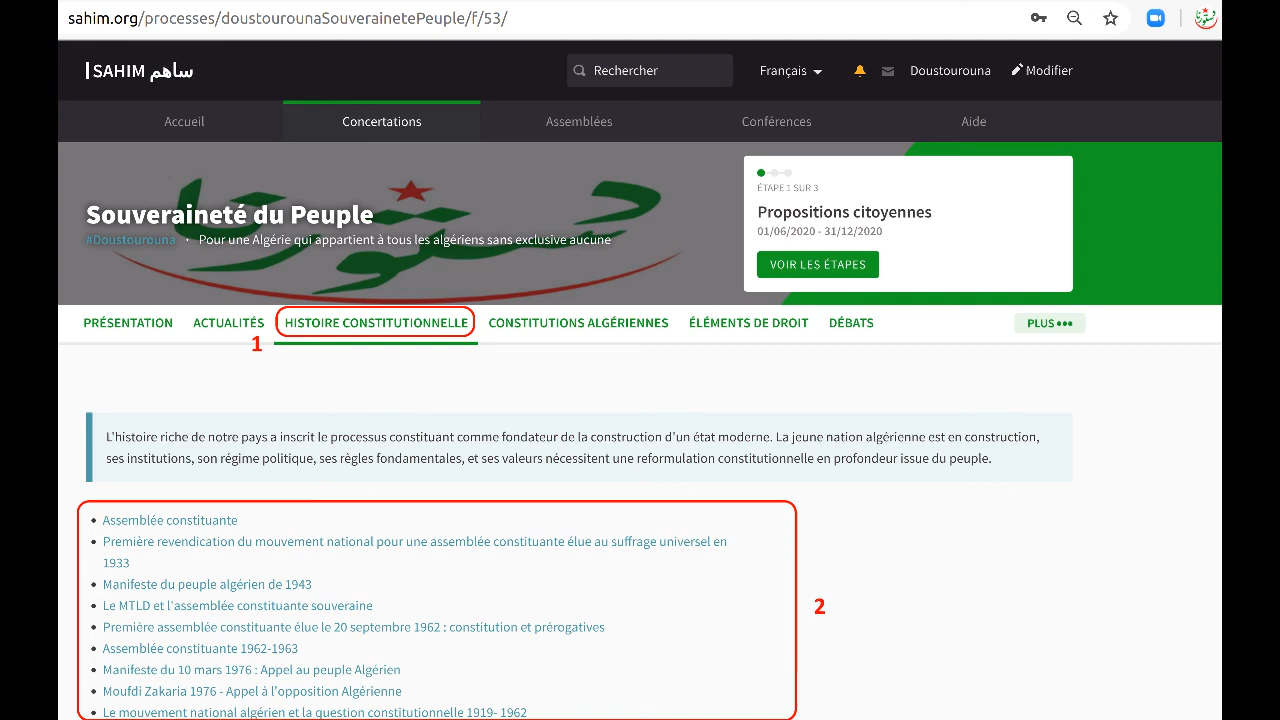 sahim.org/processes/doustourounaSouverainetePeuple/f/53/
SAHIM ساهم
Rechercher
Français
Doustourouna
Modifier
Accueil
Concertations
Assemblées
Conférences
Aide
دستورنا
Souveraineté du Peuple
#Doustourouna · Pour une Algérie qui appartient à tous les algériens sans exclusive aucune
ÉTAPE 1 SUR 3
Propositions citoyennes
01/06/2020 - 31/12/2020
VOIR LES ÉTAPES
PRÉSENTATION
ACTUALITÉS
HISTOIRE CONSTITUTIONNELLE
CONSTITUTIONS ALGÉRIENNES
ÉLÉMENTS DE DROIT
DÉBATS
PLUS •••
1
L'histoire riche de notre pays a inscrit le processus constituant comme fondateur de la construction d'un état moderne. La jeune nation algérienne est en construction,
ses institutions, son régime politique, ses règles fondamentales, et ses valeurs nécessitent une reformulation constitutionnelle en profondeur issue du peuple.
• Assemblée constituante
• Première revendication du mouvement national pour une assemblée constituante élue au suffrage universel en
1933
• Manifeste du peuple algérien de 1943
• Le MTLD et l'assemblée constituante souveraine
2
• Première assemblée constituante élue le 20 septembre 1962 : constitution et prérogatives
• Assemblée constituante 1962-1963
• Manifeste du 10 mars 1976 : Appel au peuple Algérien
• Moufdi Zakaria 1976 - Appel à l'opposition Algérienne
• Le mouvement national algérien et la question constitutionnelle 1919- 1962